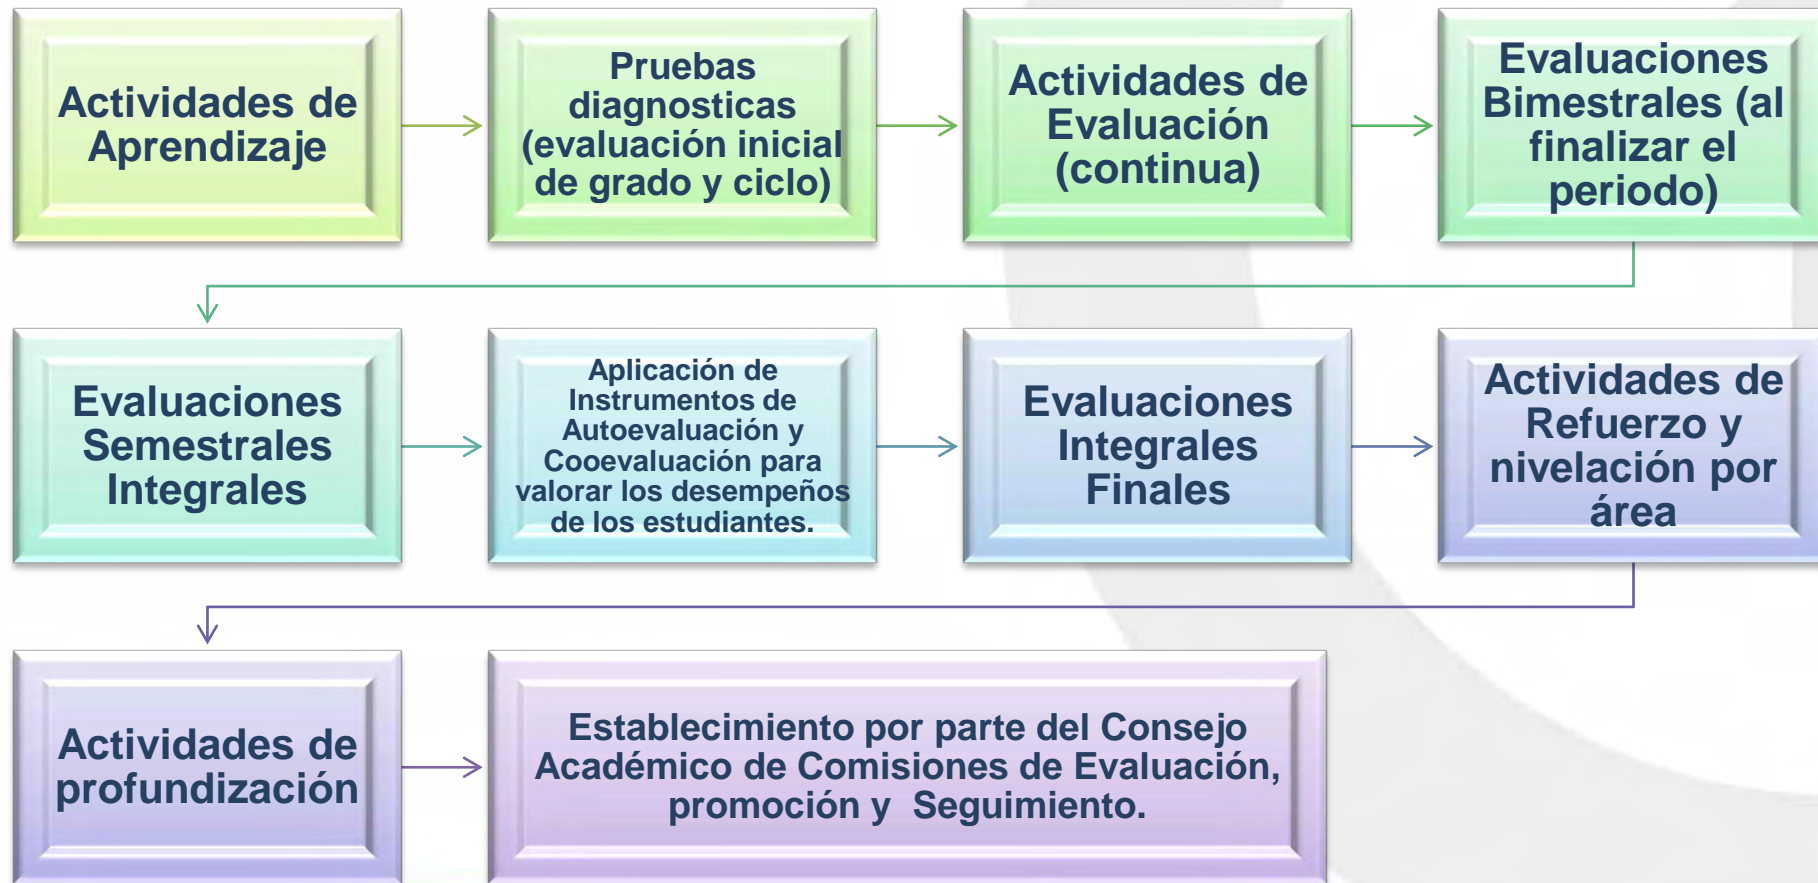 Actividades de
Aprendizaje
Pruebas
diagnosticas
(evaluación inicial
de grado y ciclo)
Actividades de
Evaluación
(continua)
Evaluaciones
Bimestrales (al
finalizar el
periodo)
Evaluaciones
Semestrales
Integrales
Aplicación de
Instrumentos de
Autoevaluación y
Cooevaluación para
valorar los desempeños
de los estudiantes.
Evaluaciones
Integrales
Finales
Actividades de
Refuerzo y
nivelación por
área
Actividades de
profundización
Establecimiento por parte del Consejo
Académico de Comisiones de Evaluación,
promoción y  Seguimiento.